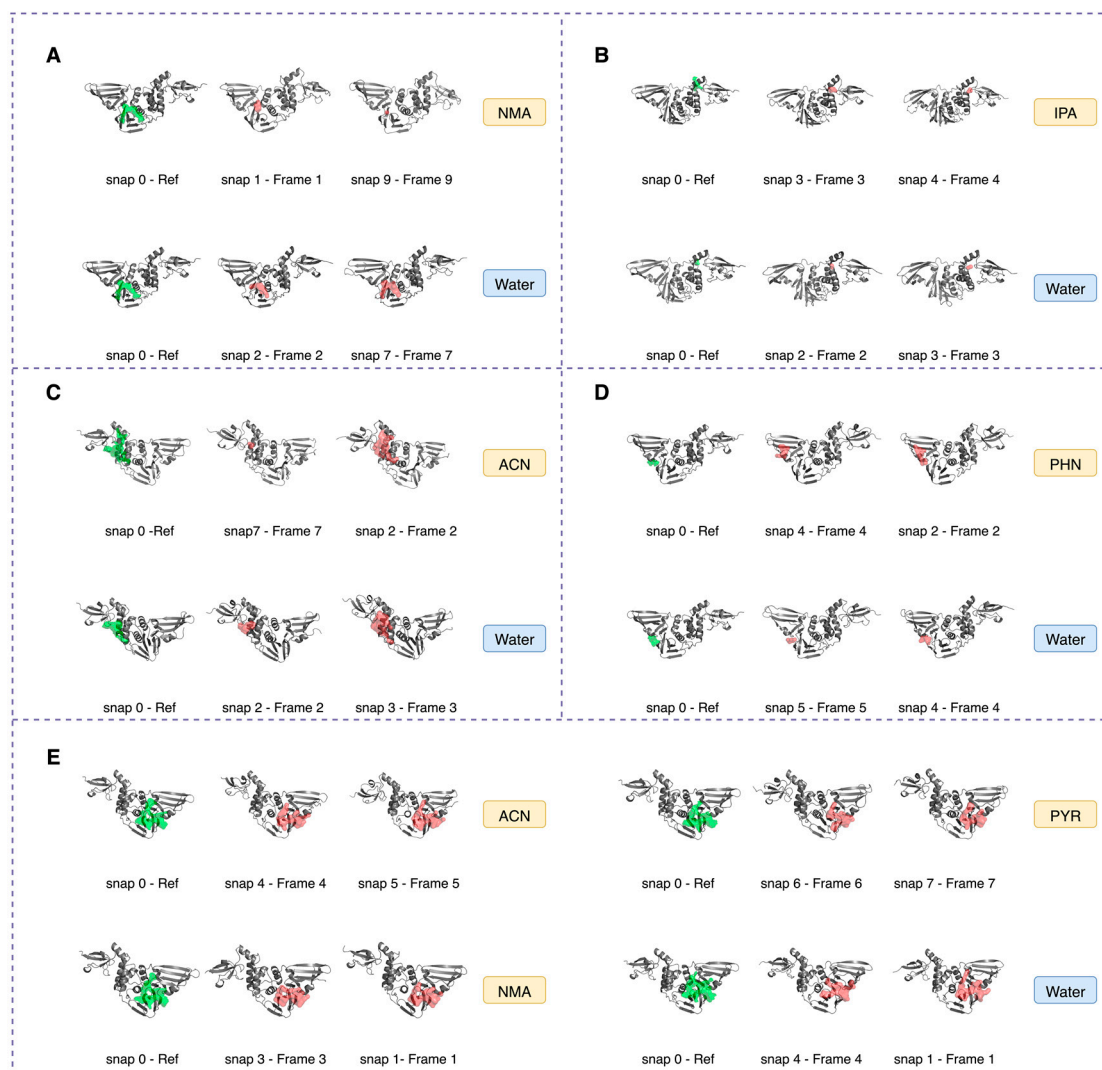 A
NMA
snap 0 - Ref snap 1 - Frame 1 snap 9 - Frame 9
Water
snap 0 - Ref snap 2 - Frame 2 snap 7 - Frame 7
B
IPA
snap 0 - Ref snap 3 - Frame 3 snap 4 - Frame 4
Water
snap 0 - Ref snap 2 - Frame 2 snap 3 - Frame 3
C
ACN
snap 0 -Ref snap7 - Frame 7 snap 2 - Frame 2
Water
snap 0 - Ref snap 2 - Frame 2 snap 3 - Frame 3
D
PHN
snap 0 - Ref snap 4 - Frame 4 snap 2 - Frame 2
Water
snap 0 - Ref snap 5 - Frame 5 snap 4 - Frame 4
E
ACN
snap 0 - Ref snap 4 - Frame 4 snap 5 - Frame 5
PYR
snap 0 - Ref snap 6 - Frame 6 snap 7 - Frame 7
NMA
snap 0 - Ref snap 3 - Frame 3 snap 1- Frame 1
Water
snap 0 - Ref snap 4 - Frame 4 snap 1 - Frame 1